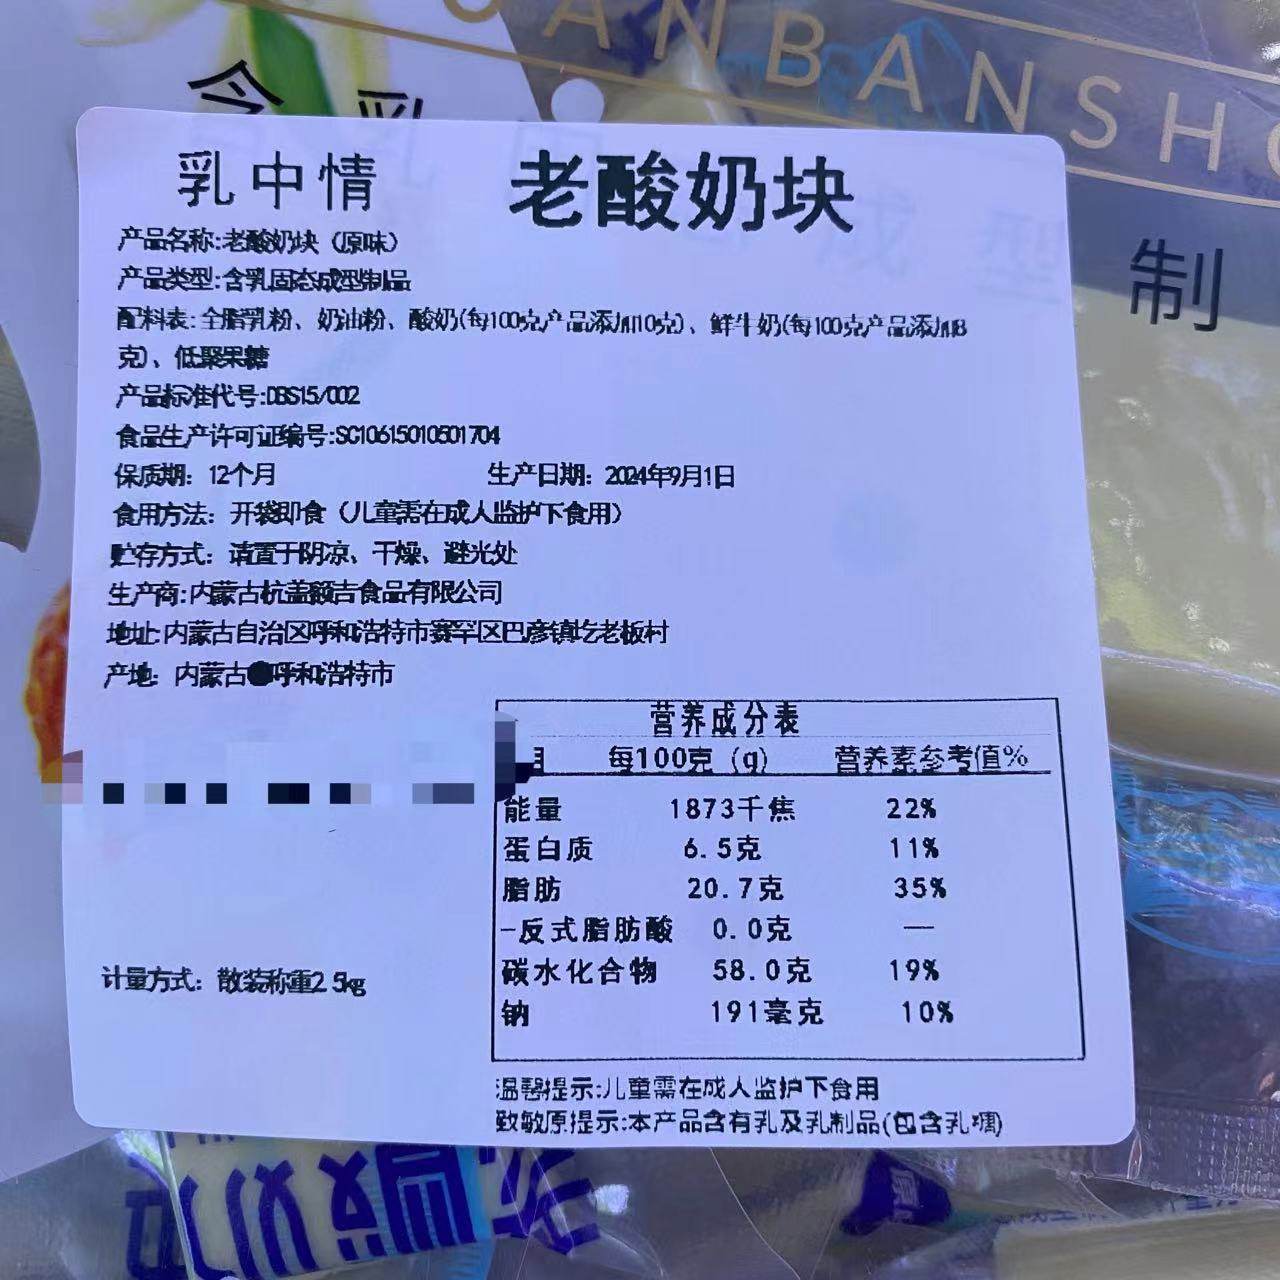 ANBANSH
含乳
制
乳中情 老酸奶块
产品名称:老酸奶块（原味）
产品类型:含乳固态成型制品
配料表:全脂乳粉、奶油粉、酸奶(每100克产品添加10克)、鲜牛奶(每100克产品添加8
克)、低聚果糖
产品标准代号:DBS15/002
食品生产许可证编号:SC10615010501704
保质期：12个月 生产日期：2024年9月1日
食用方法：开袋即食（儿童需在成人监护下食用）
贮存方式：请置于阴凉、干燥、避光处
生产商:内蒙古杭盖额吉食品有限公司
地址:内蒙古自治区呼和浩特市赛罕区巴彦镇圪老板村
产地：内蒙古 呼和浩特市
营养成分表
目 每100克（g） 营养素参考值%
能量 1873千焦 22%
蛋白质 6.5克 11%
脂肪 20.7克 35%
-反式脂肪酸 0.0克 —
碳水化合物 58.0克 19%
钠 191毫克 10%
计量方式：散装称重2.5kg
温馨提示:儿童需在成人监护下食用
致敏原提示:本产品含有乳及乳制品(包含乳糖)
老酸奶块